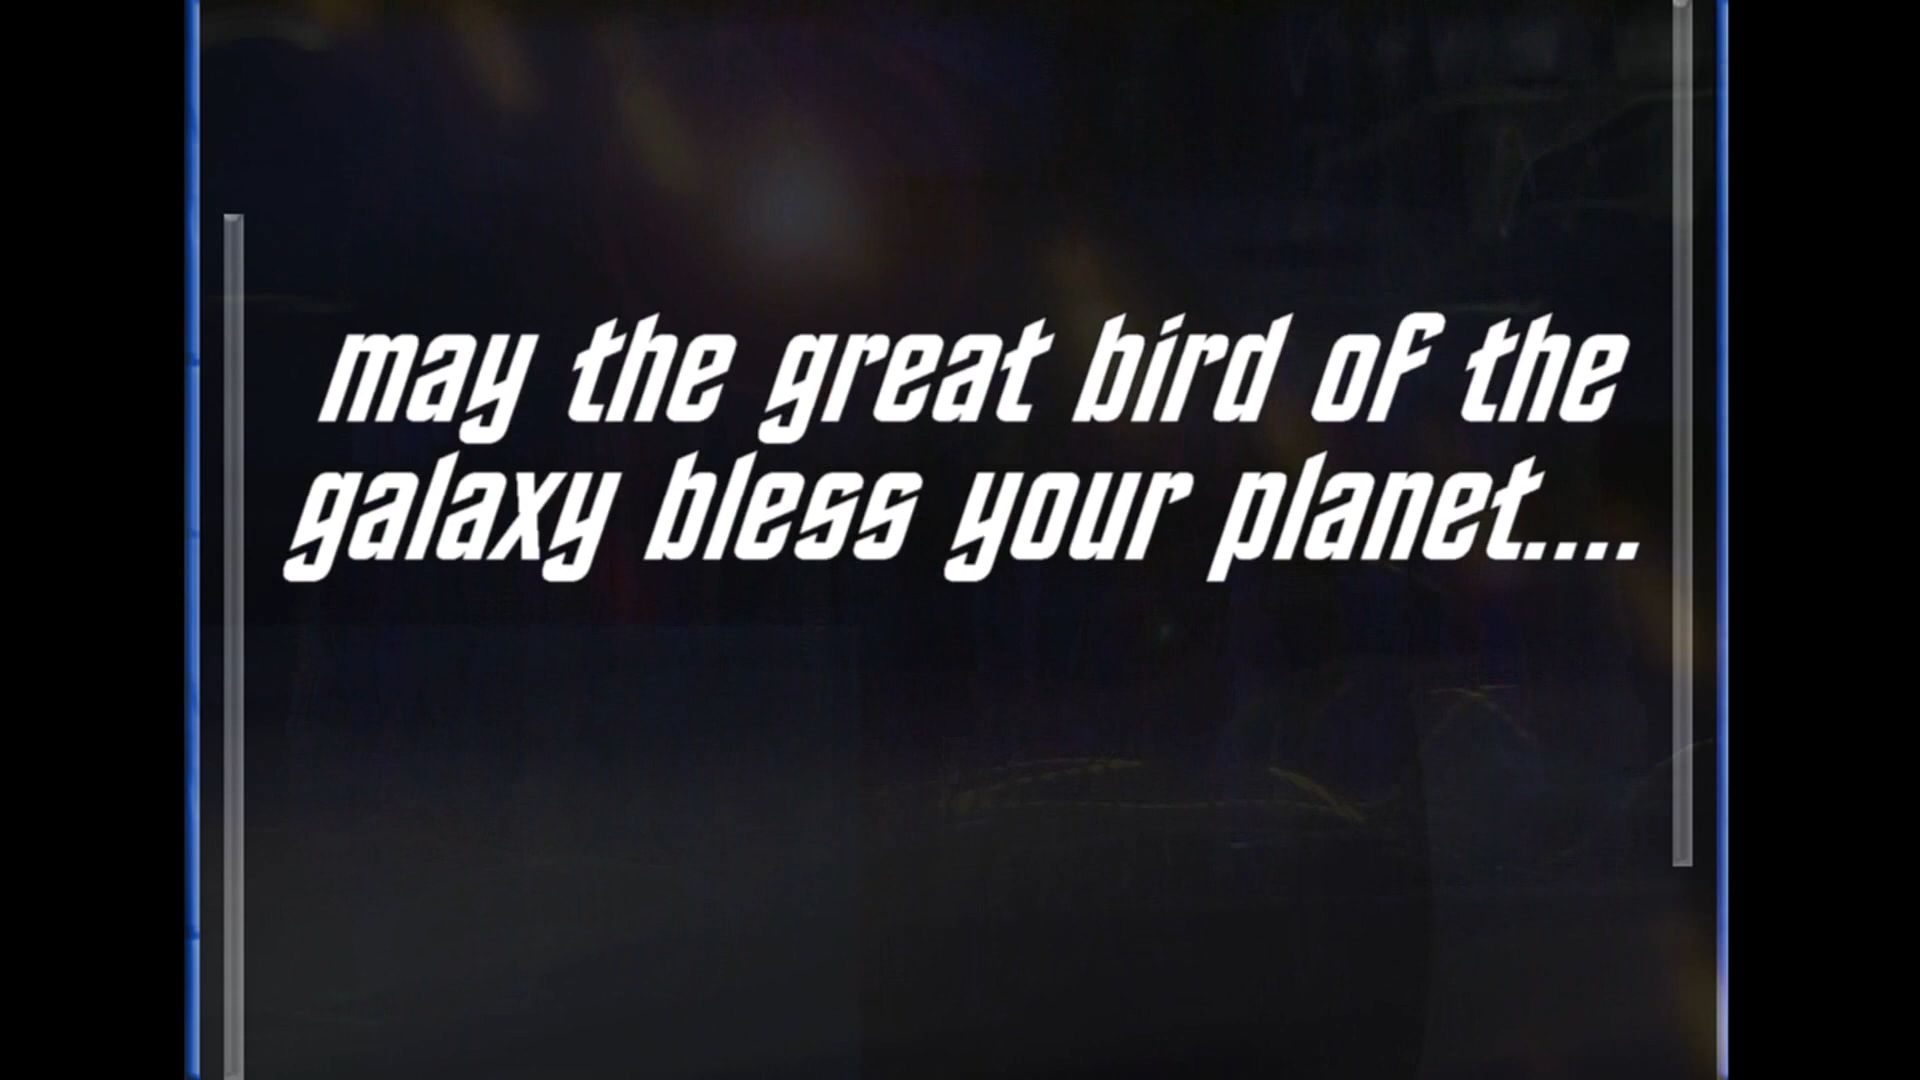 may the great bird of the
galaxy bless your planet....